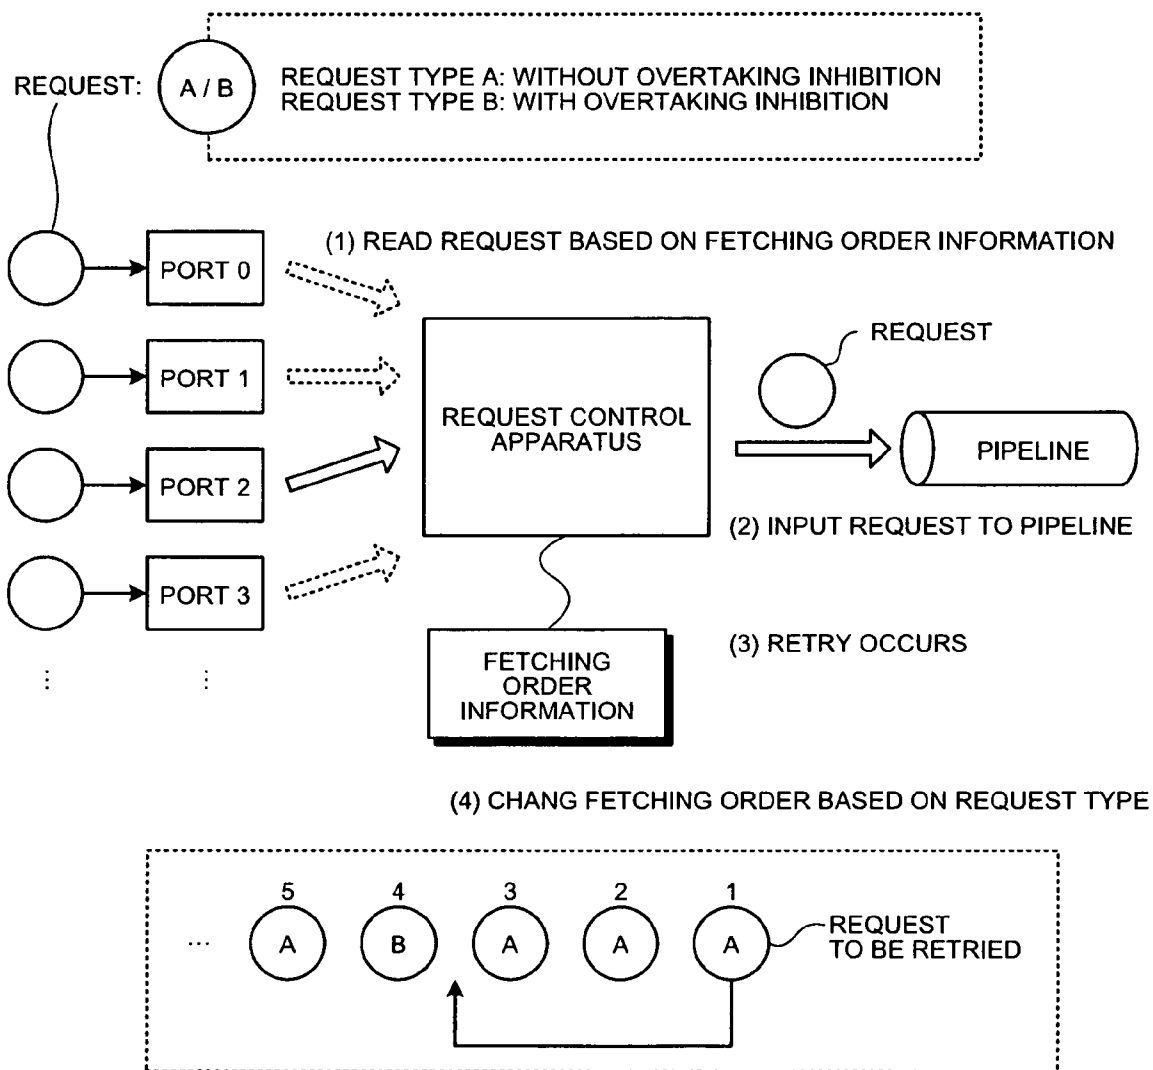 REQUEST:
A / B
REQUEST TYPE A: WITHOUT OVERTAKING INHIBITION
REQUEST TYPE B: WITH OVERTAKING INHIBITION
(1) READ REQUEST BASED ON FETCHING ORDER INFORMATION
PORT 0
PORT 1
PORT 2
PORT 3
⋮
⋮
REQUEST CONTROL
APPARATUS
REQUEST
PIPELINE
(2) INPUT REQUEST TO PIPELINE
FETCHING
ORDER
INFORMATION
(3) RETRY OCCURS
(4) CHANG FETCHING ORDER BASED ON REQUEST TYPE
5 4 3 2 1
... A B A A A
REQUEST
TO BE RETRIED